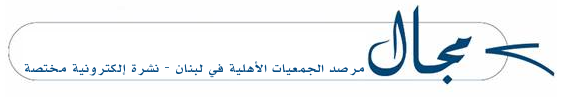 مجال
مرصد الجمعيات الأهلية في لبنان - نشرة إلكترونية مختصة